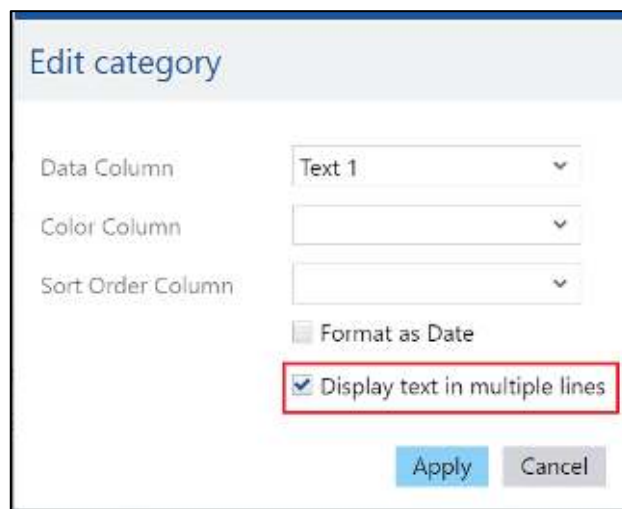 Edit category
Data Column Text 1
Color Column
Sort Order Column
Format as Date
Display text in multiple lines
Apply Cancel